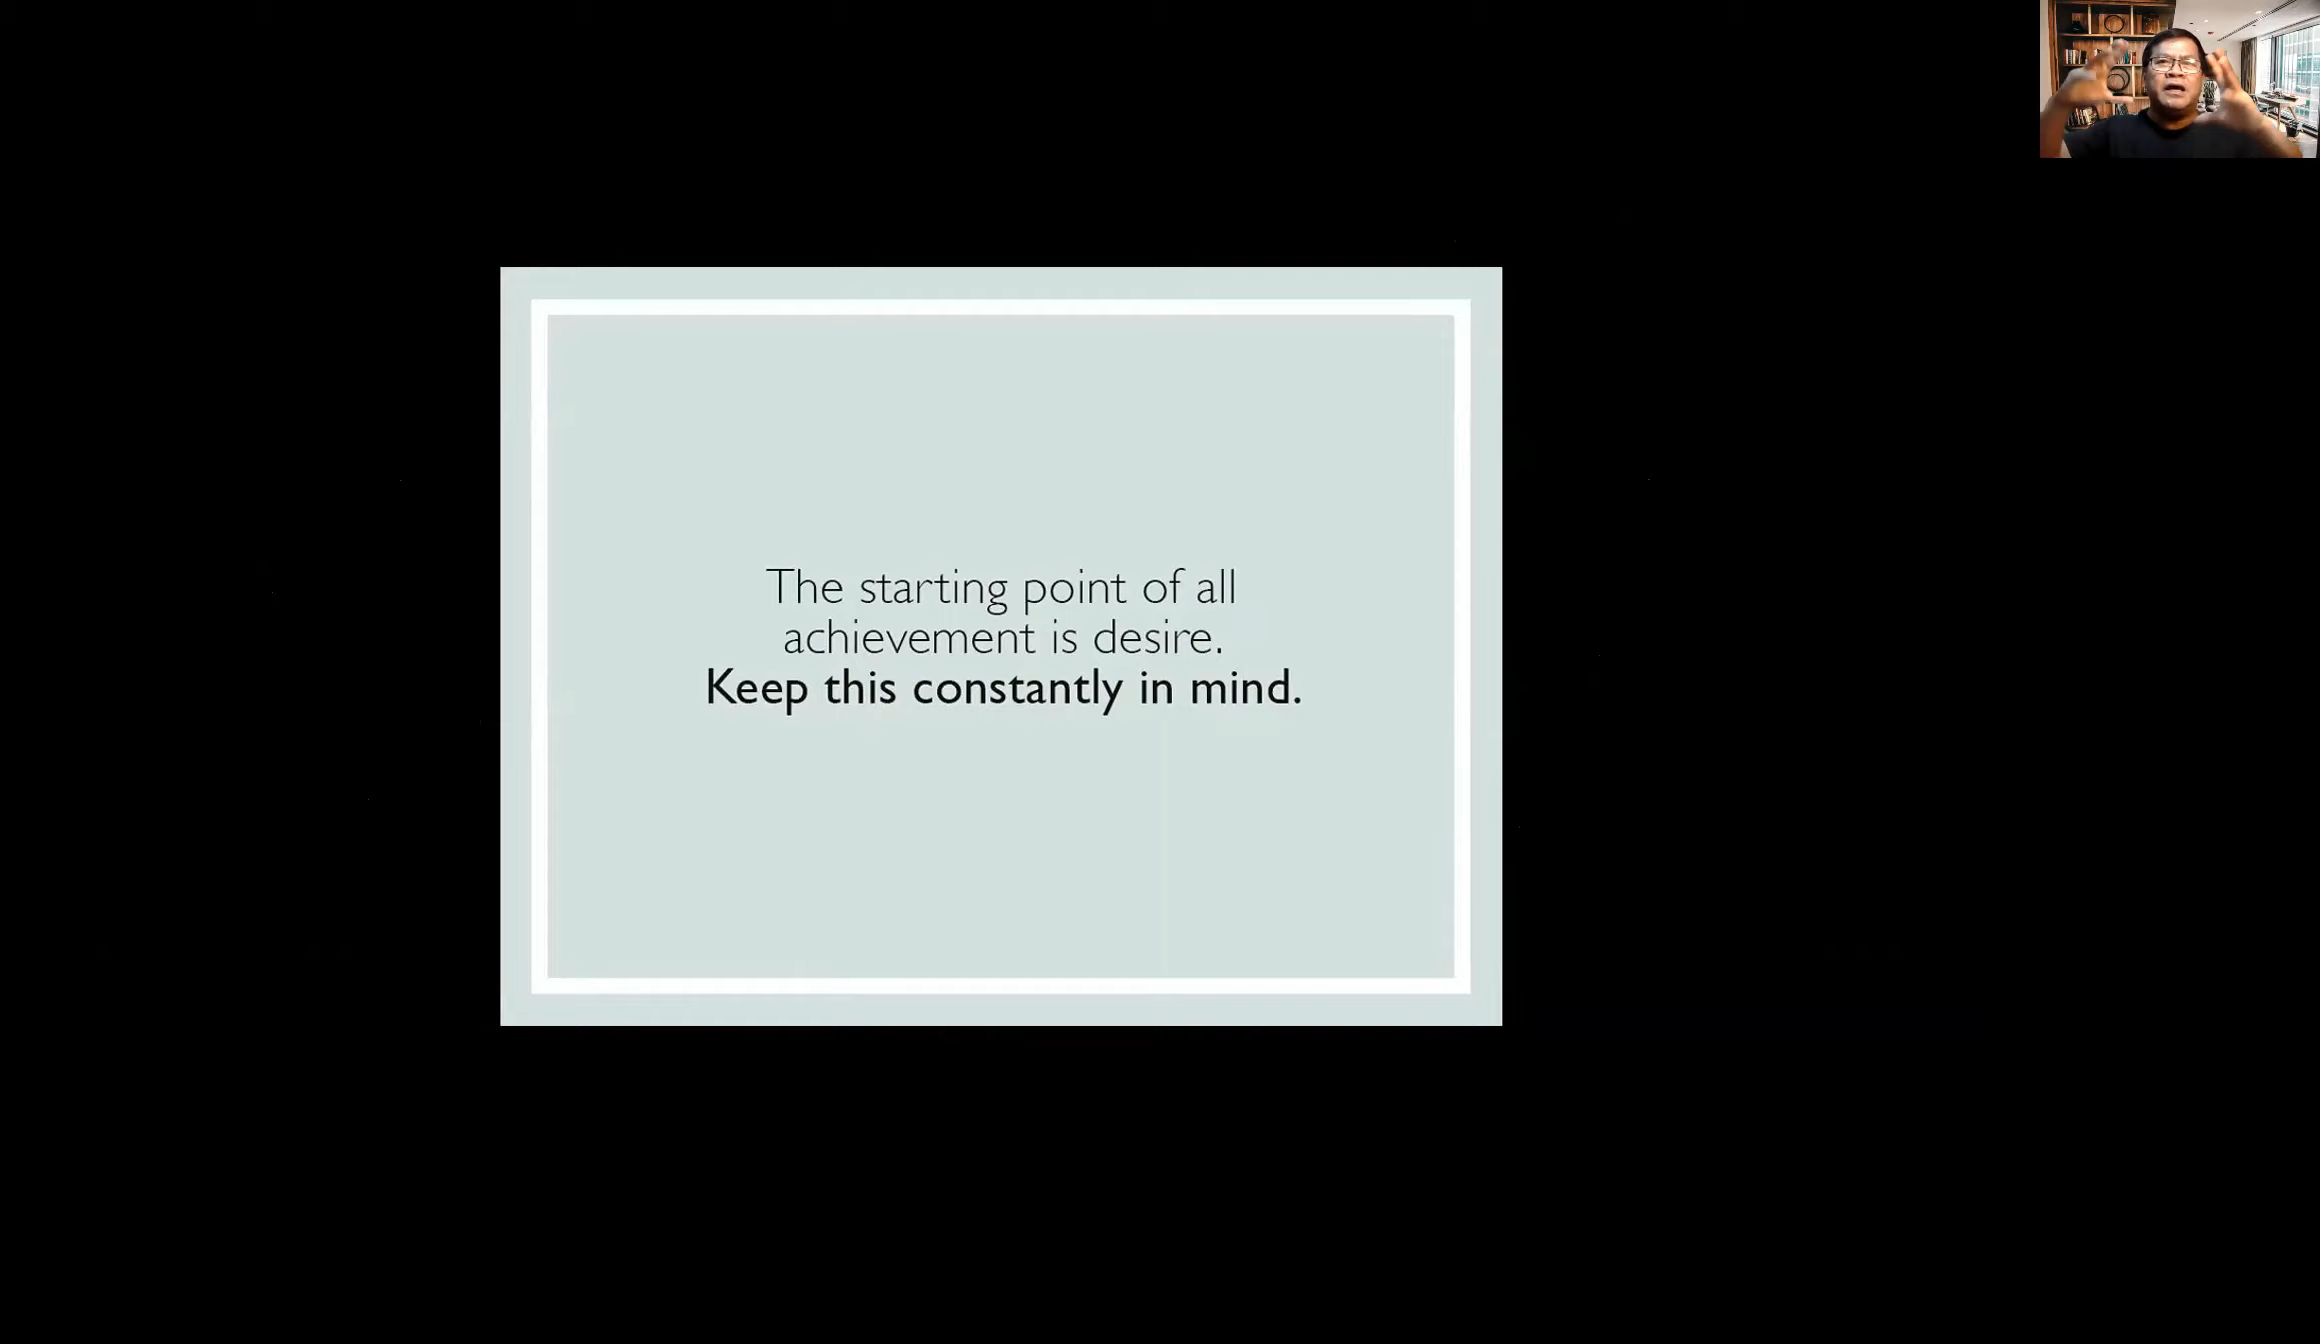 The starting point of all
achievement is desire.
Keep this constantly in mind.